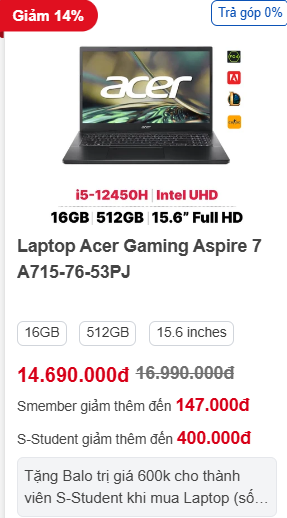 Giảm 14%
Trả góp 0%
acer
acer
i5-12450H | Intel UHD
16GB | 512GB | 15.6” Full HD
Laptop Acer Gaming Aspire 7
A715-76-53PJ
16GB
512GB
15.6 inches
14.690.000đ 16.990.000đ
Smember giảm thêm đến 147.000đ
S-Student giảm thêm đến 400.000đ
Tặng Balo trị giá 600k cho thành
viên S-Student khi mua Laptop (số...